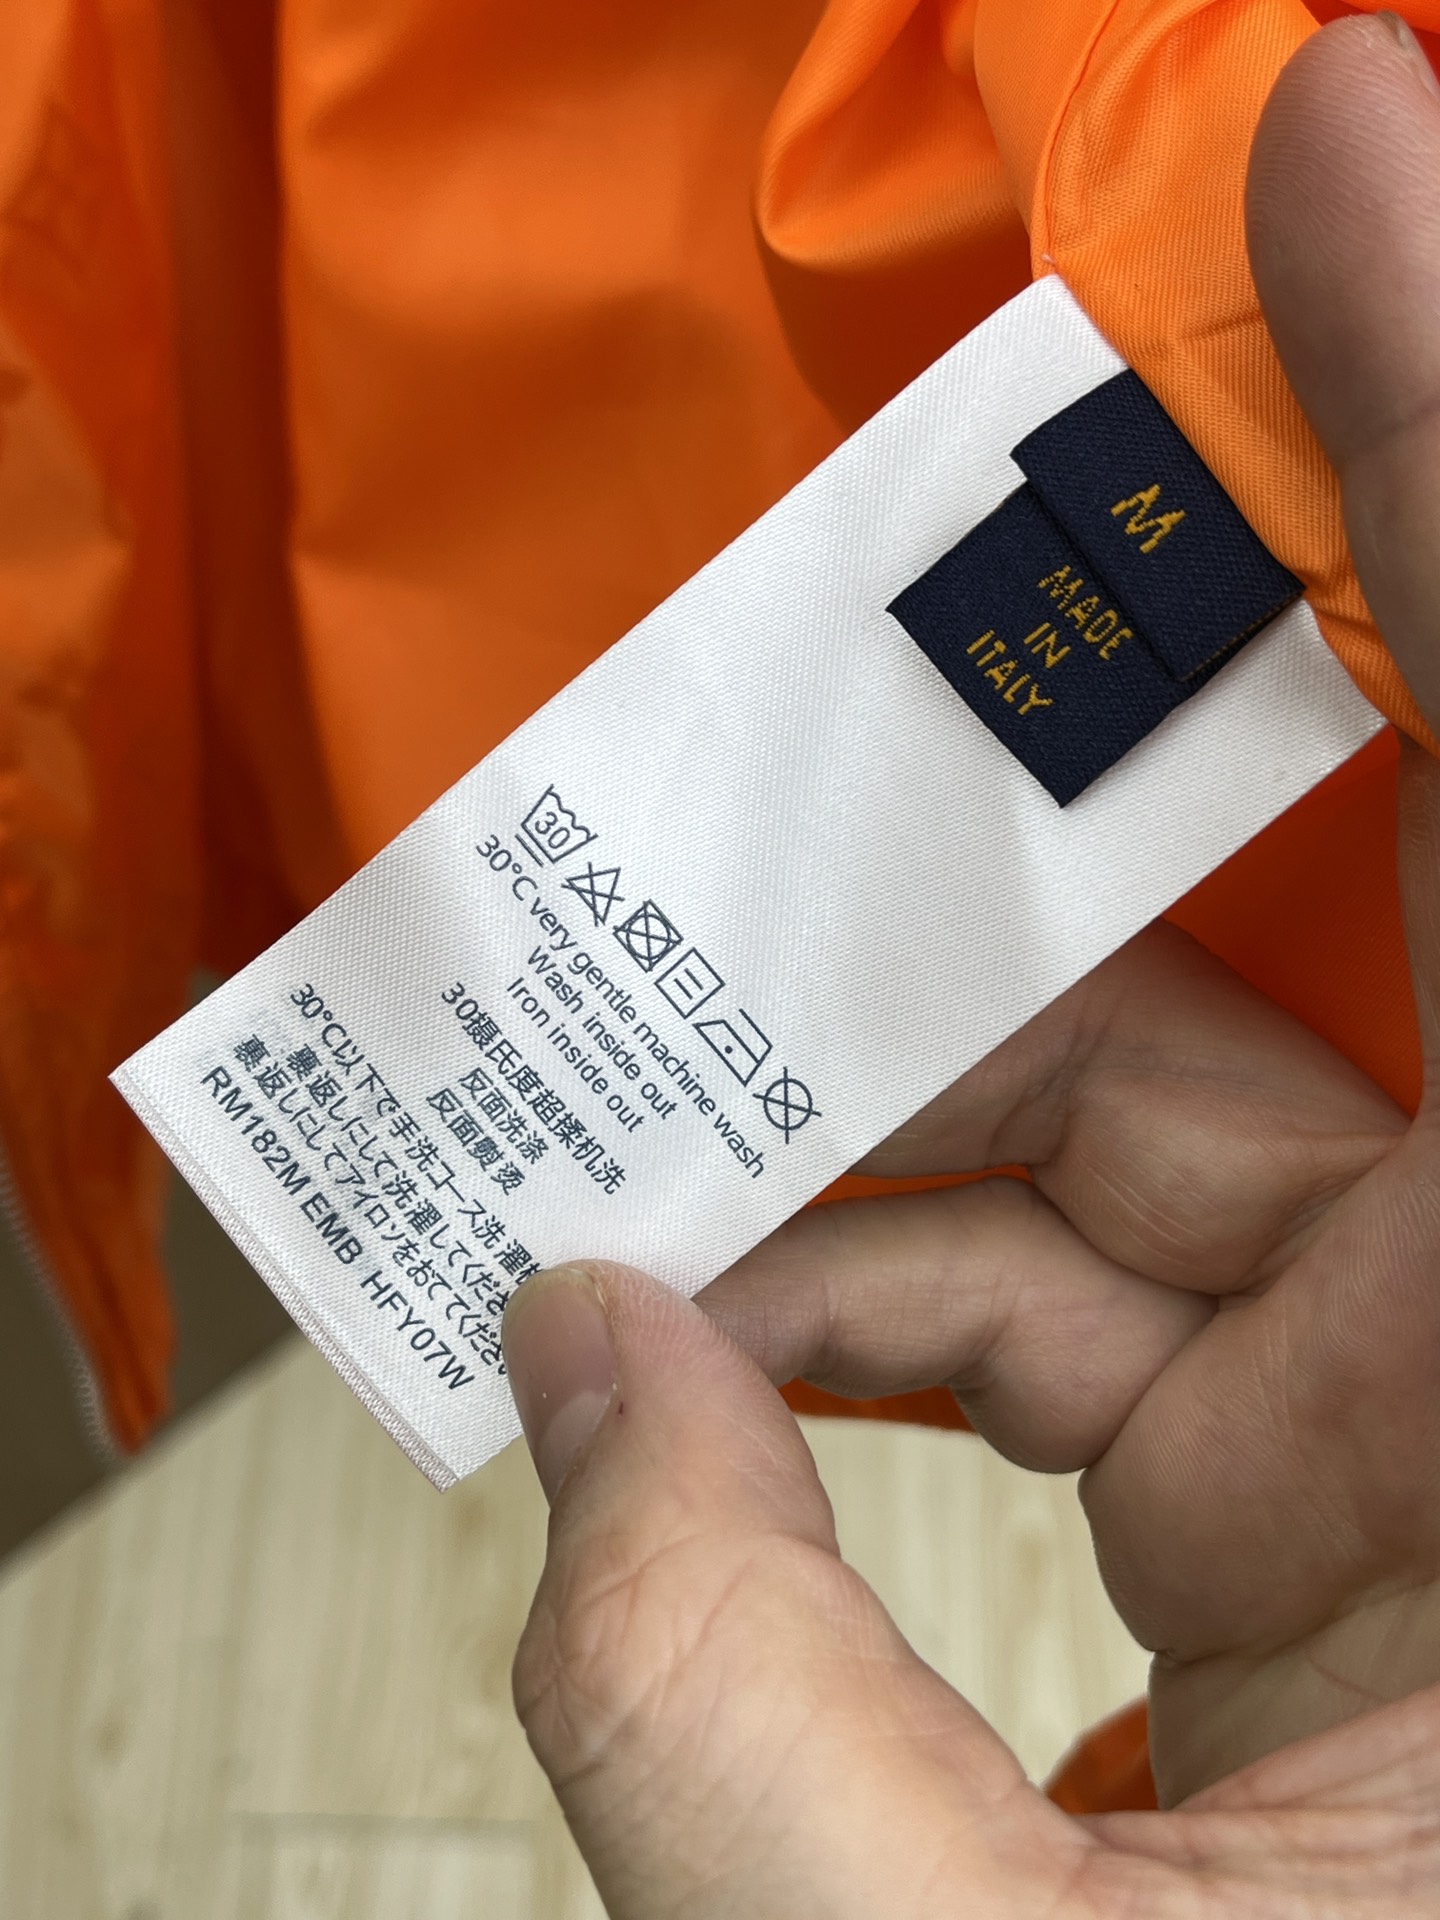 M
MADE
IN
ITALY
30
30°C very gentle machine wash
Wash inside out
Iron inside out
30摄氏度超揉机洗
反面洗涤
反面熨烫
30℃以下で手洗コース洗濯
裏返しにして洗濯してくださ
裏返しにしてアイロンをおててくださ
RM182M EMB HFY07W